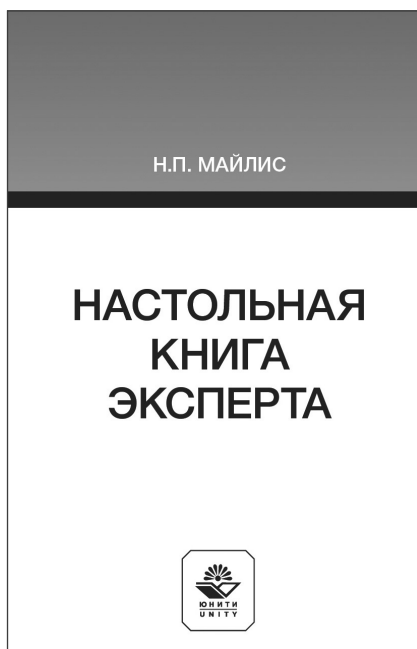 Н.П. МАЙЛИС
НАСТОЛЬНАЯ
КНИГА
ЭКСПЕРТА
ЮНИТИ
UNITY